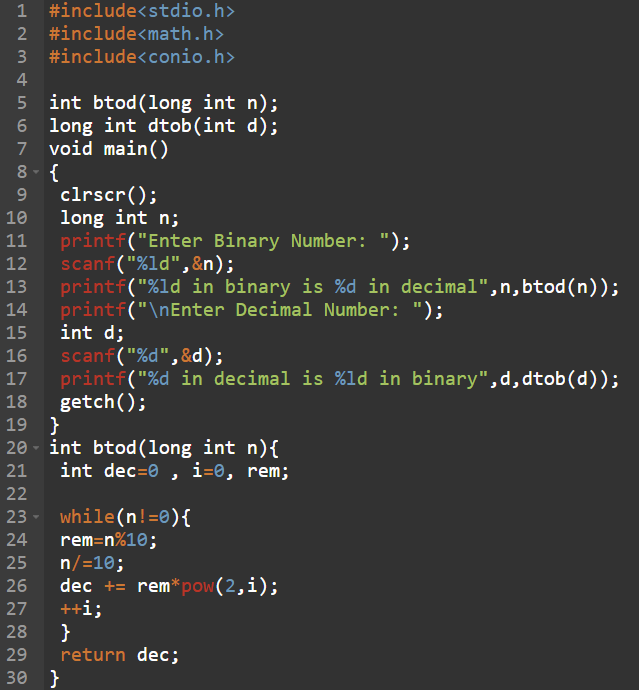 1 #include<stdio.h>
2 #include<math.h>
3 #include<conio.h>
4
5 int btod(long int n);
6 long int dtob(int d);
7 void main()
8 {
9  clrscr();
10  long int n;
11  printf("Enter Binary Number: ");
12  scanf("%ld",&n);
13  printf("%ld in binary is %d in decimal",n,btod(n));
14  printf("\nEnter Decimal Number: ");
15  int d;
16  scanf("%d",&d);
17  printf("%d in decimal is %ld in binary",d,dtob(d));
18  getch();
19 }
20 int btod(long int n){
21  int dec=0 , i=0, rem;
22
23  while(n!=0){
24  rem=n%10;
25  n/=10;
26  dec += rem*pow(2,i);
27  ++i;
28  }
29  return dec;
30 }